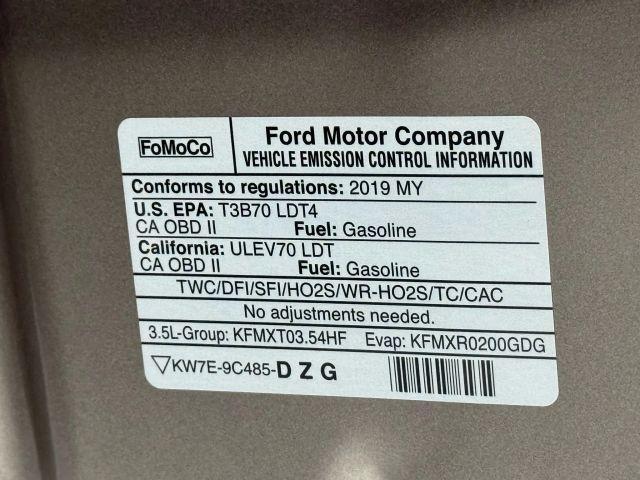 FoMoCo
Ford Motor Company
VEHICLE EMISSION CONTROL INFORMATION
Conforms to regulations: 2019 MY
U.S. EPA: T3B70 LDT4
CA OBD II Fuel: Gasoline
California: ULEV70 LDT
CA OBD II Fuel: Gasoline
TWC/DFI/SFI/HO2S/WR-HO2S/TC/CAC
No adjustments needed.
3.5L-Group: KFMXT03.54HF Evap: KFMXR0200GDG
KW7E-9C485-D Z G